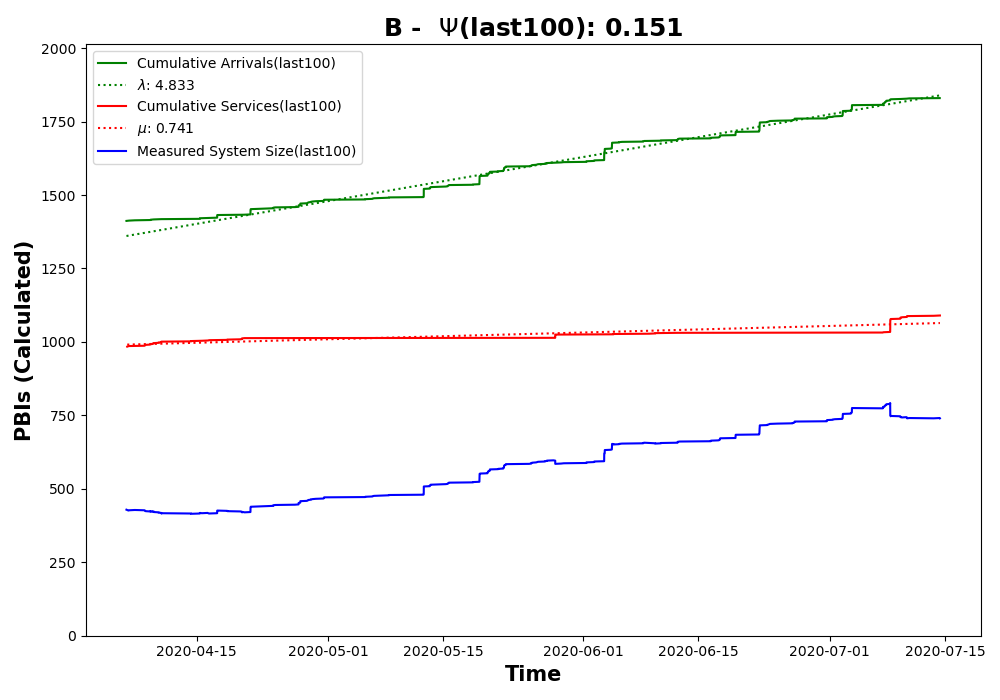 B - Ψ(last100): 0.151
Cumulative Arrivals(last100)
λ: 4.833
Cumulative Services(last100)
μ: 0.741
Measured System Size(last100)
PBIs (Calculated)
2000
1750
1500
1250
1000
750
500
250
0
2020-04-15 2020-05-01 2020-05-15 2020-06-01 2020-06-15 2020-07-01 2020-07-15
Time